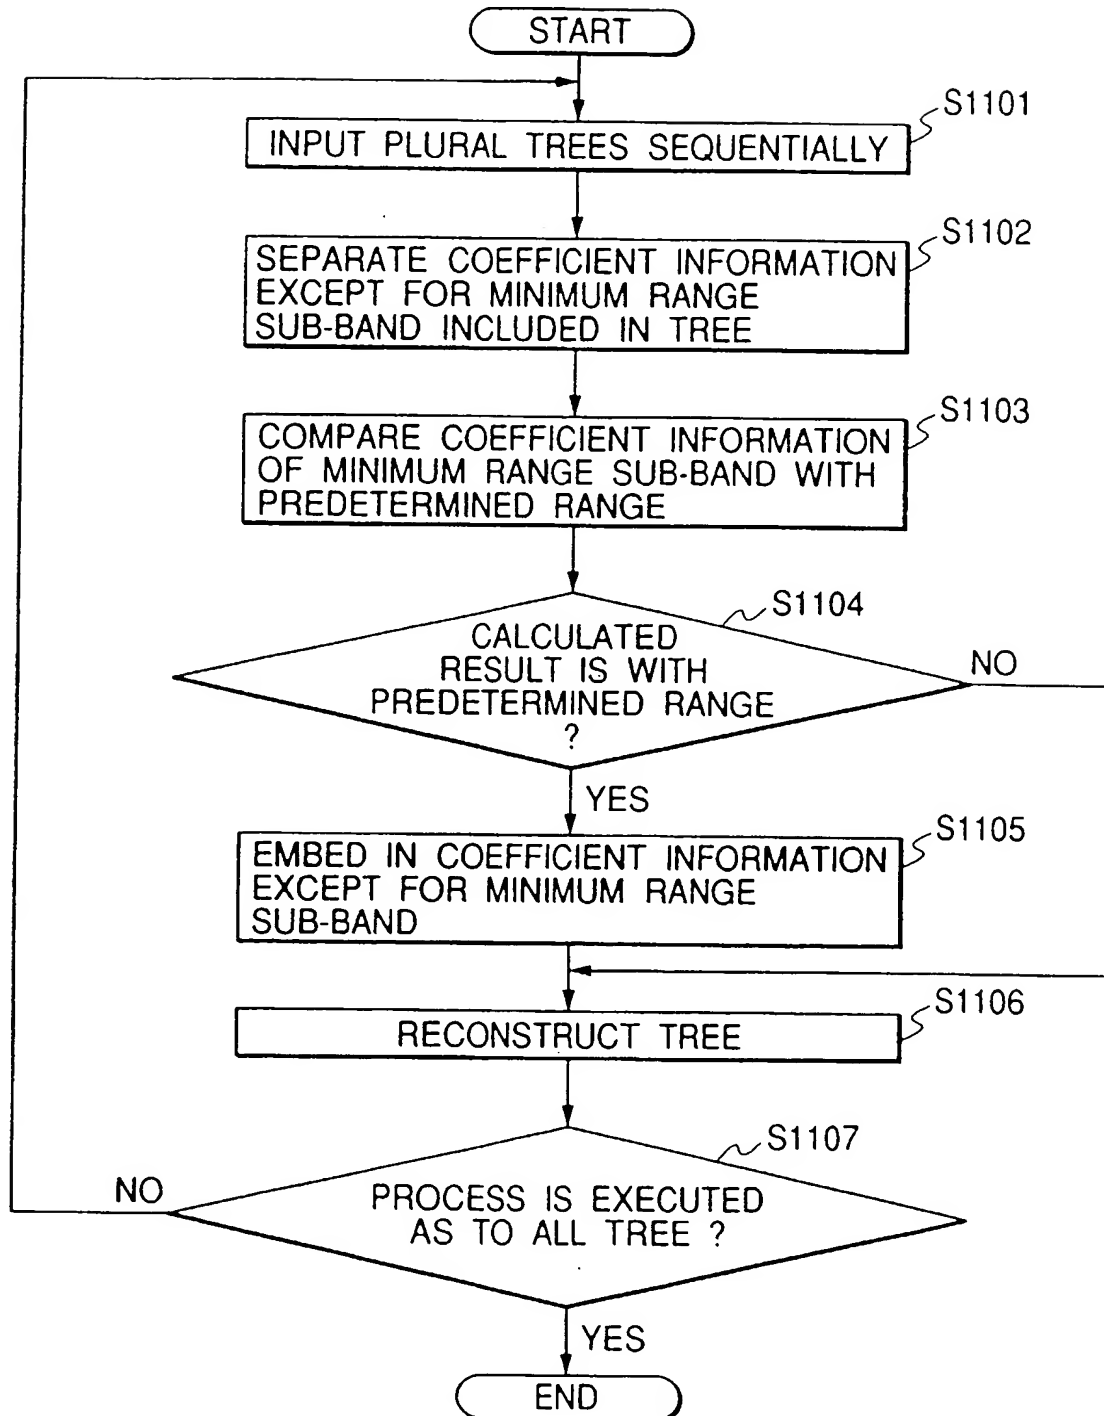 START
S1101
INPUT PLURAL TREES SEQUENTIALLY
S1102
SEPARATE COEFFICIENT INFORMATION
EXCEPT FOR MINIMUM RANGE
SUB-BAND INCLUDED IN TREE
S1103
COMPARE COEFFICIENT INFORMATION
OF MINIMUM RANGE SUB-BAND WITH
PREDETERMINED RANGE
S1104
CALCULATED
RESULT IS WITH
PREDETERMINED RANGE
?
NO
YES
S1105
EMBED IN COEFFICIENT INFORMATION
EXCEPT FOR MINIMUM RANGE
SUB-BAND
S1106
RECONSTRUCT TREE
S1107
NO
PROCESS IS EXECUTED
AS TO ALL TREE ?
YES
END